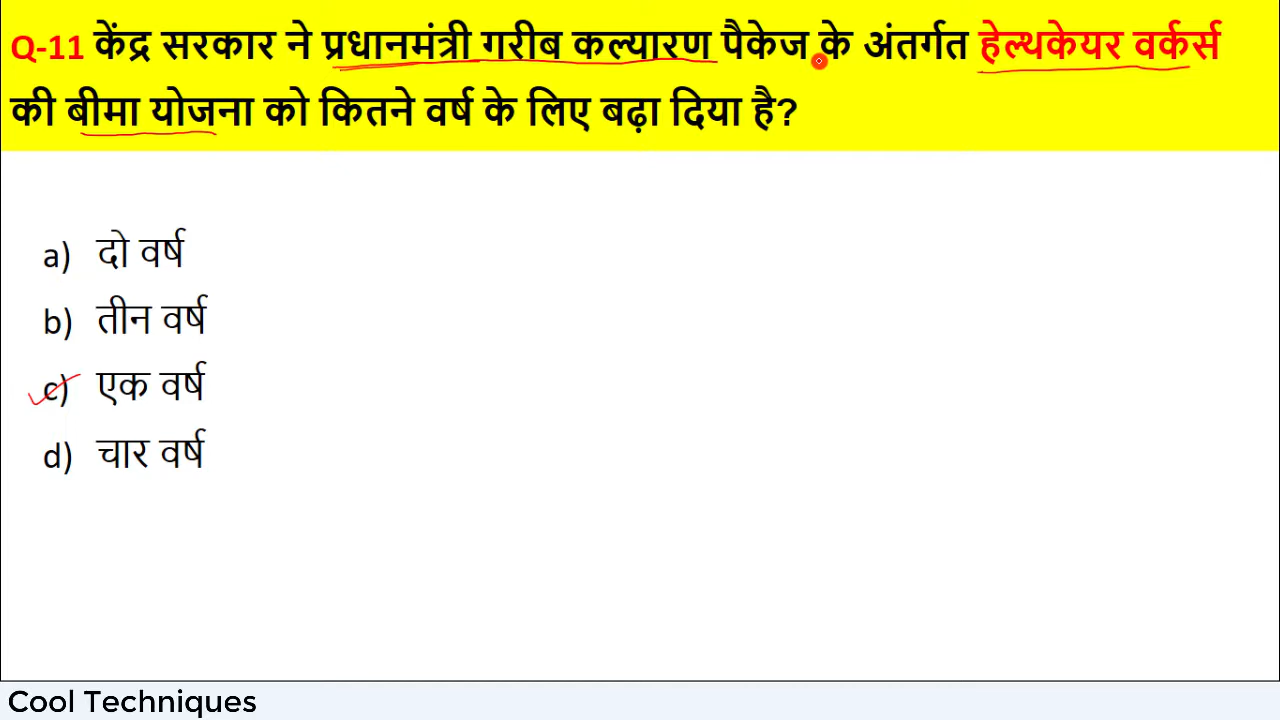 Q-11 केंद्र सरकार ने प्रधानमंत्री गरीब कल्यारण पैकेज के अंतर्गत हेल्थकेयर वर्कर्स
की बीमा योजना को कितने वर्ष के लिए बढ़ा दिया है?
a) दो वर्ष
b) तीन वर्ष
c) एक वर्ष
d) चार वर्ष
Cool Techniques